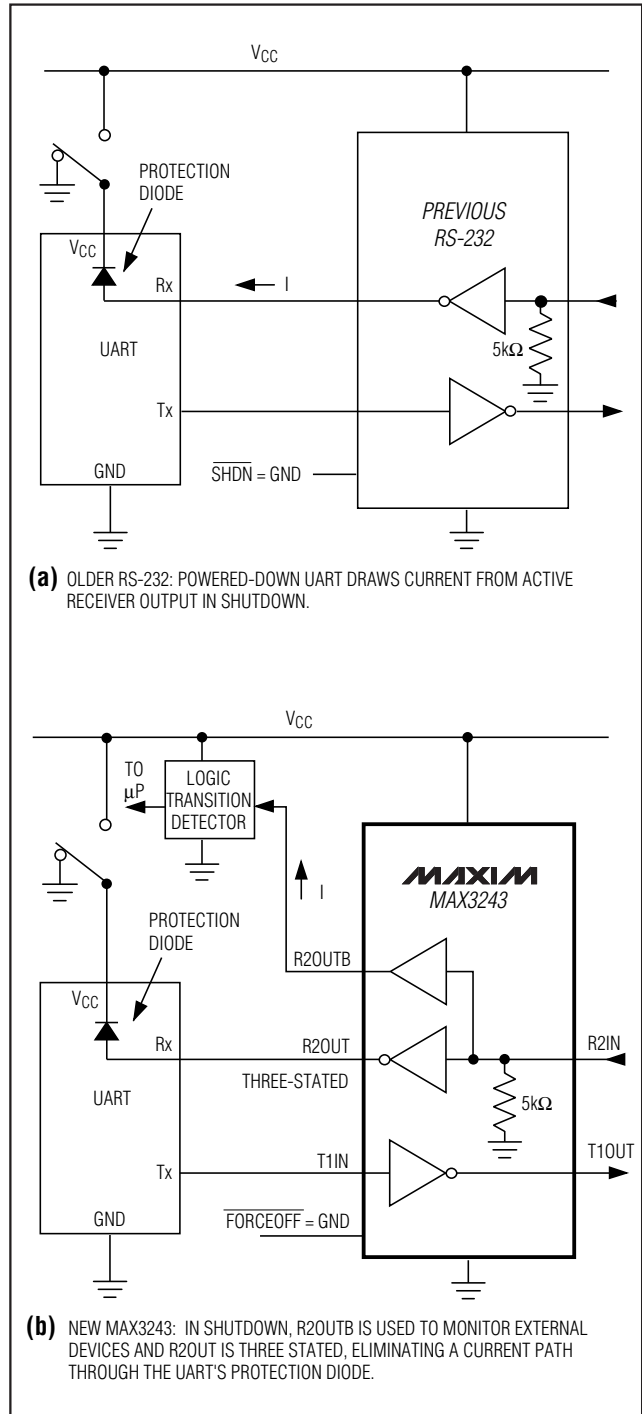 VCC
PROTECTION
DIODE
PREVIOUS
RS-232
VCC
Rx
I
5kΩ
UART
Tx
GND
SHDN = GND
(a) OLDER RS-232: POWERED-DOWN UART DRAWS CURRENT FROM ACTIVE
RECEIVER OUTPUT IN SHUTDOWN.
VCC
TO
μP
LOGIC
TRANSITION
DETECTOR
MAXIM
MAX3243
I
PROTECTION
DIODE
R2OUTB
VCC
Rx
R2OUT
R2IN
THREE-STATED
5kΩ
UART
Tx
T1IN
T1OUT
GND
FORCEOFF = GND
(b) NEW MAX3243: IN SHUTDOWN, R2OUTB IS USED TO MONITOR EXTERNAL
DEVICES AND R2OUT IS THREE STATED, ELIMINATING A CURRENT PATH
THROUGH THE UART'S PROTECTION DIODE.